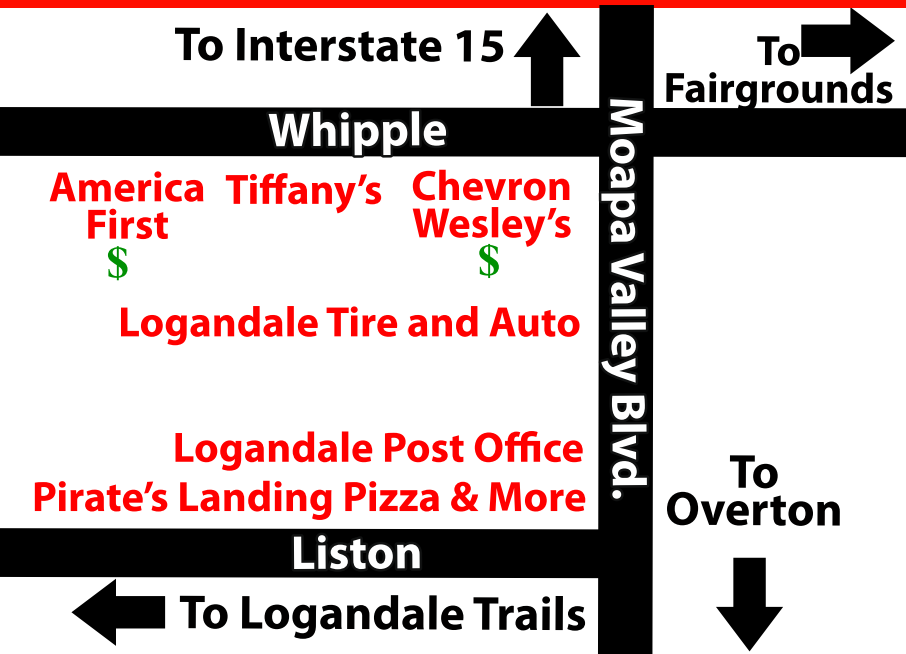 To Interstate 15
To
Fairgrounds
Whipple
Moapa Valley Blvd.
America
First
$
Tiffany's
Chevron
Wesley's
$
Logandale Tire and Auto
Logandale Post Office
Pirate's Landing Pizza & More
To
Overton
Liston
To Logandale Trails